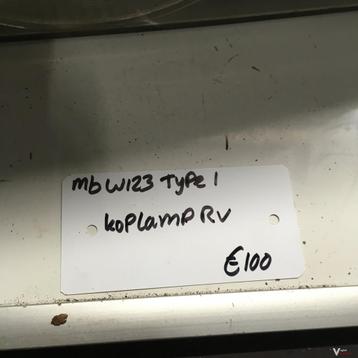 mb W123 Type 1
koplamp RV
€100